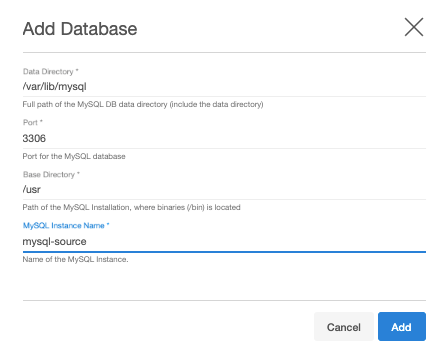 Add Database
Data Directory *
/var/lib/mysql
Full path of the MySQL DB data directory (include the data directory)
Port *
3306
Port for the MySQL database
Base Directory *
/usr
Path of the MySQL Installation, where binaries (/bin) is located
MySQL Instance Name *
mysql-source
Name of the MySQL Instance.
Cancel Add